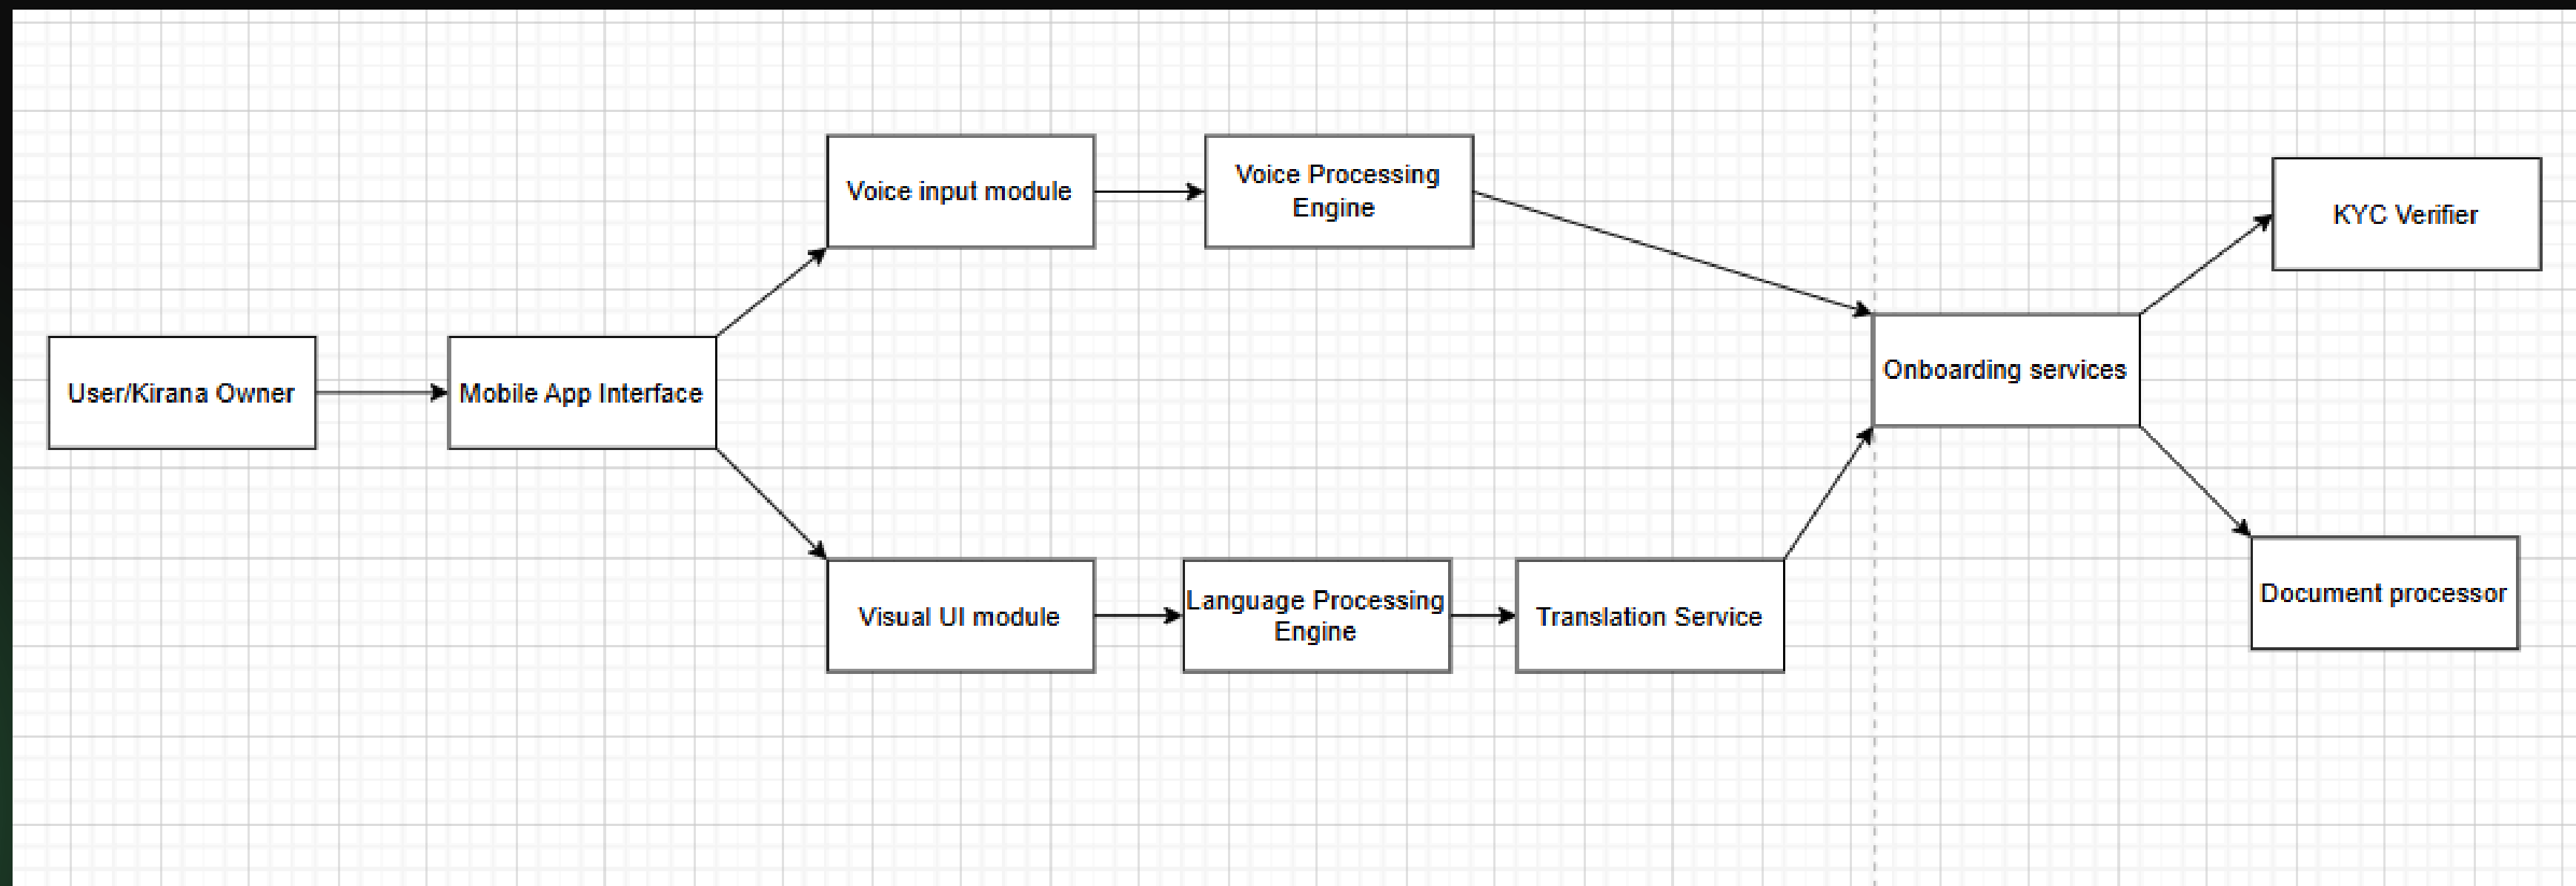 Voice input module
Voice Processing
Engine
KYC Verifier
User/Kirana Owner
Mobile App Interface
Onboarding services
Visual UI module
Language Processing
Engine
Translation Service
Document processor